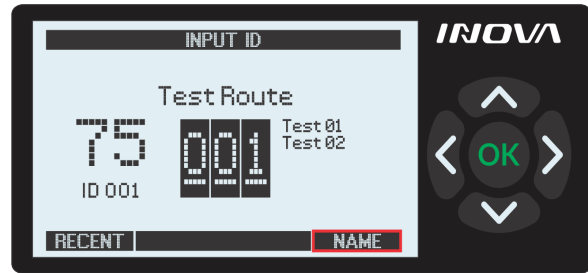 INPUT ID
INOVA
Test Route
75
001
Test 01
Test 02
ID 001
OK
RECENT
NAME